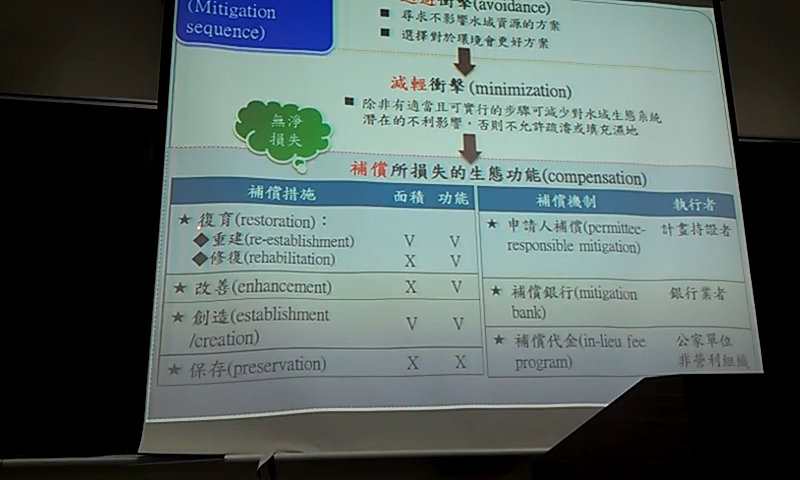 (Mitigation
sequence)
衝擊(avoidance)
■ 尋求不影響水域資源的方案
■ 選擇對於環境會更好方案
減輕衝擊(minimization)
■ 除非有適當且可實行的步驟可減少對水域生態系統
潛在的不利影響，否則不允許疏濬或填充濕地
無淨
損失
補償所損失的生態功能(compensation)
補償措施 面積 功能
★ 復育(restoration)：
◆重建(re-establishment) V V
◆修復(rehabilitation) X V
★ 改善(enhancement) X V
★ 創造(establishment
/creation) V V
★ 保存(preservation) X X
補償機制 執行者
★ 申請人補償(permittee- 計畫持證者
responsible mitigation)
★ 補償銀行(mitigation 銀行業者
bank)
★ 補償代金(in-lieu fee 公家單位
program) 非營利組織